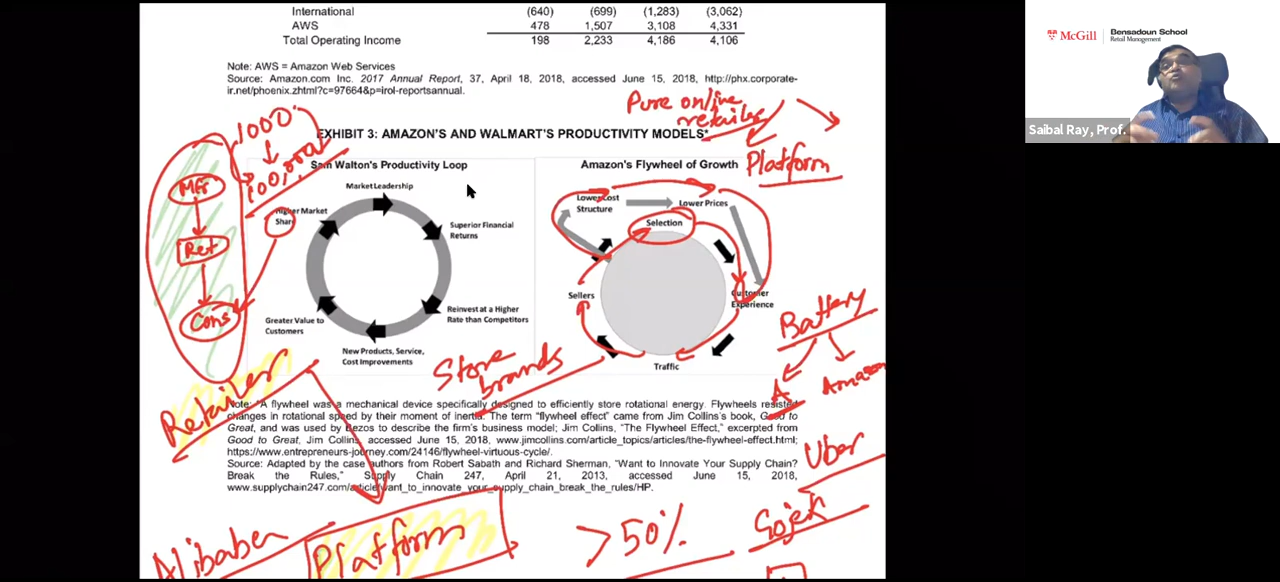 International (640) (699) (1,283) (3,062)
AWS 478 1,507 3,108 4,331
Total Operating Income 198 2,233 4,186 4,106
Note: AWS = Amazon Web Services
Source: Amazon.com Inc. 2017 Annual Report, 37, April 18, 2018, accessed June 15, 2018, http://phx.corporate-
ir.net/phoenix.zhtml?c=97664&p=irol-reportsannual.
Pure online
retailer
EXHIBIT 3: AMAZON'S AND WALMART'S PRODUCTIVITY MODELS*
1000
100,000
Platform
Sam Walton's Productivity Loop
Market Leadership
Superior Financial
Returns
Reinvest at a Higher
Rate than Competitors
New Products, Service,
Cost Improvements
Greater Value to
Customers
Higher Market
Share
Mfr
Ret
Cons
Amazon's Flywheel of Growth
Lower Cost
Structure
Lower Prices
Selection
Customer
Experience
Traffic
Sellers
Battery
A
Amazon
Store
brands
Retailer
Note: *A flywheel was a mechanical device specifically designed to efficiently store rotational energy. Flywheels resisted
changes in rotational speed by their moment of inertia. The term "flywheel effect" came from Jim Collins's book, Good to
Great, and was used by Bezos to describe the firm's business model; Jim Collins, "The Flywheel Effect," excerpted from
Good to Great, Jim Collins, accessed June 15, 2018, www.jimcollins.com/article_topics/articles/the-flywheel-effect.html;
https://www.entrepreneurs-journey.com/24146/flywheel-virtuous-cycle/.
Source: Adapted by the case authors from Robert Sabath and Richard Sherman, "Want to Innovate Your Supply Chain?
Break the Rules," Supply Chain 247, April 21, 2013, accessed June 15, 2018,
www.supplychain247.com/article/want_to_innovate_your_supply_chain_break_the_rules/HP.
Uber
Gojek
Alibaba
Platform
>50%
McGill
Bensadoun School
Retail Management
Saibal Ray, Prof.